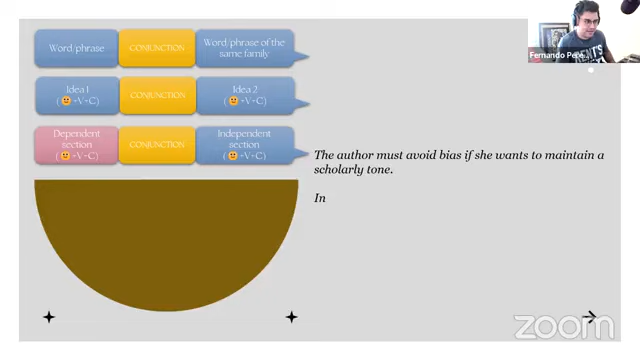 Word/phrase
CONJUNCTION
Word/phrase of the
same family
Idea 1
( +V+C)
CONJUNCTION
Idea 2
( +V+C)
Dependent
section
( +V+C)
CONJUNCTION
Independent
section
( +V+C)
The author must avoid bias if she wants to maintain a
scholarly tone.
In
Fernando
zoom